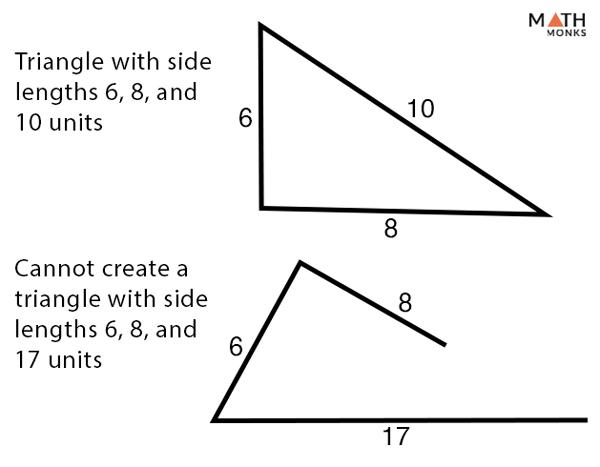 MATH
MONKS
Triangle with side
lengths 6, 8, and
10 units
6
10
8
Cannot create a
triangle with side
lengths 6, 8, and
17 units
8
6
17